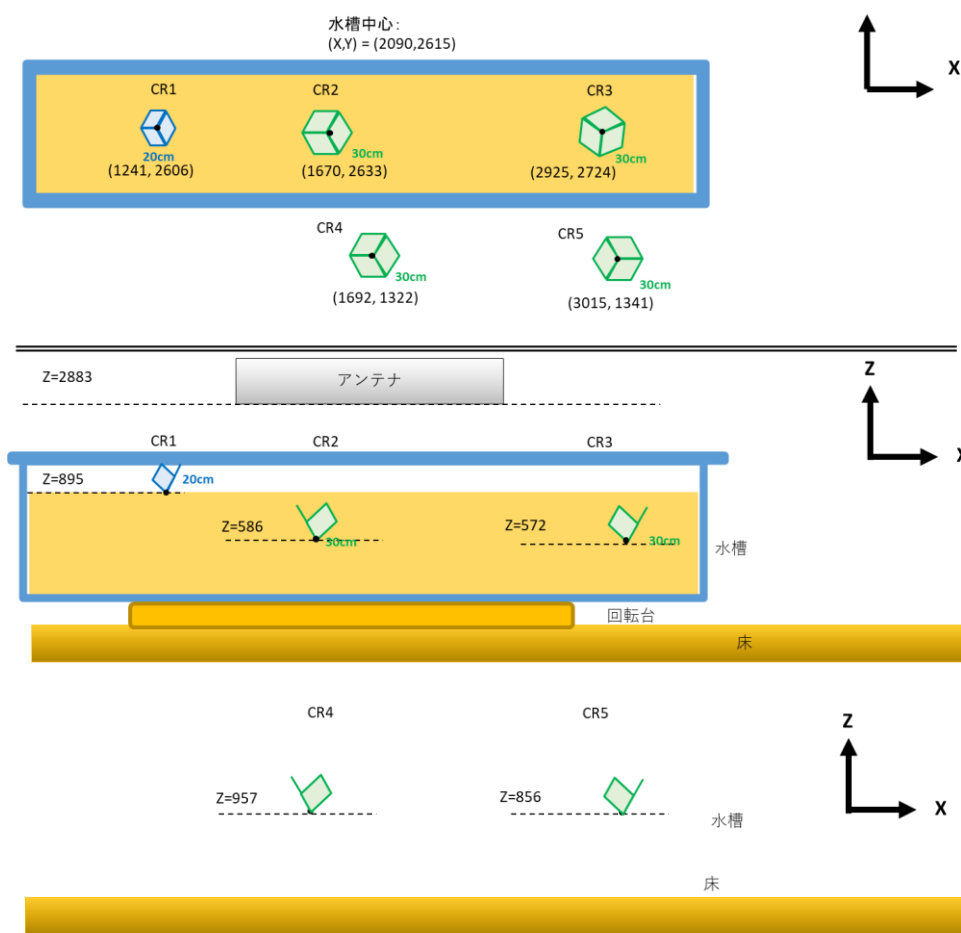 水槽中心:
(X,Y) = (2090,2615)
X
CR1
CR2
CR3
20cm
30cm
30cm
(1241, 2606)
(1670, 2633)
(2925, 2724)
CR4
CR5
30cm
30cm
(1692, 1322)
(3015, 1341)
Z=2883
アンテナ
Z
X
CR1
CR2
CR3
Z=895
20cm
Z=586
30cm
Z=572
30cm
水槽
回転台
床
CR4
CR5
Z
X
Z=957
Z=856
水槽
床